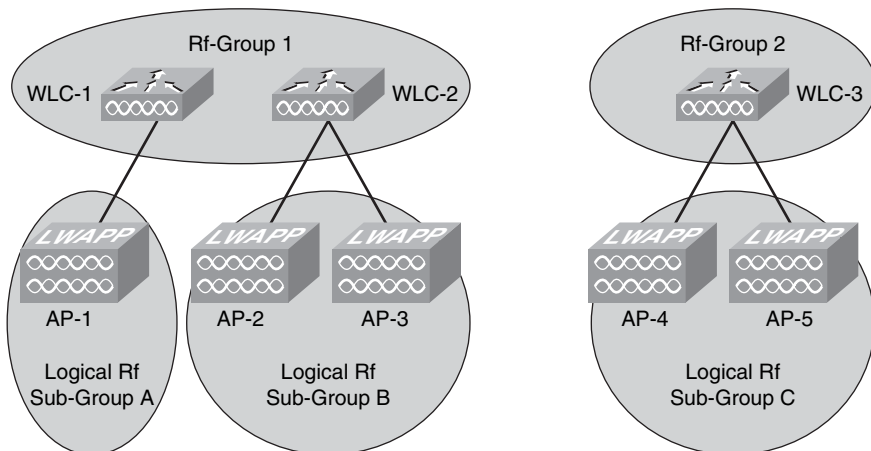 Rf-Group 1
WLC-1
WLC-2
Rf-Group 2
WLC-3
LWAPP
LWAPP
LWAPP
LWAPP
LWAPP
AP-1
AP-2
AP-3
AP-4
AP-5
Logical Rf
Sub-Group A
Logical Rf
Sub-Group B
Logical Rf
Sub-Group C